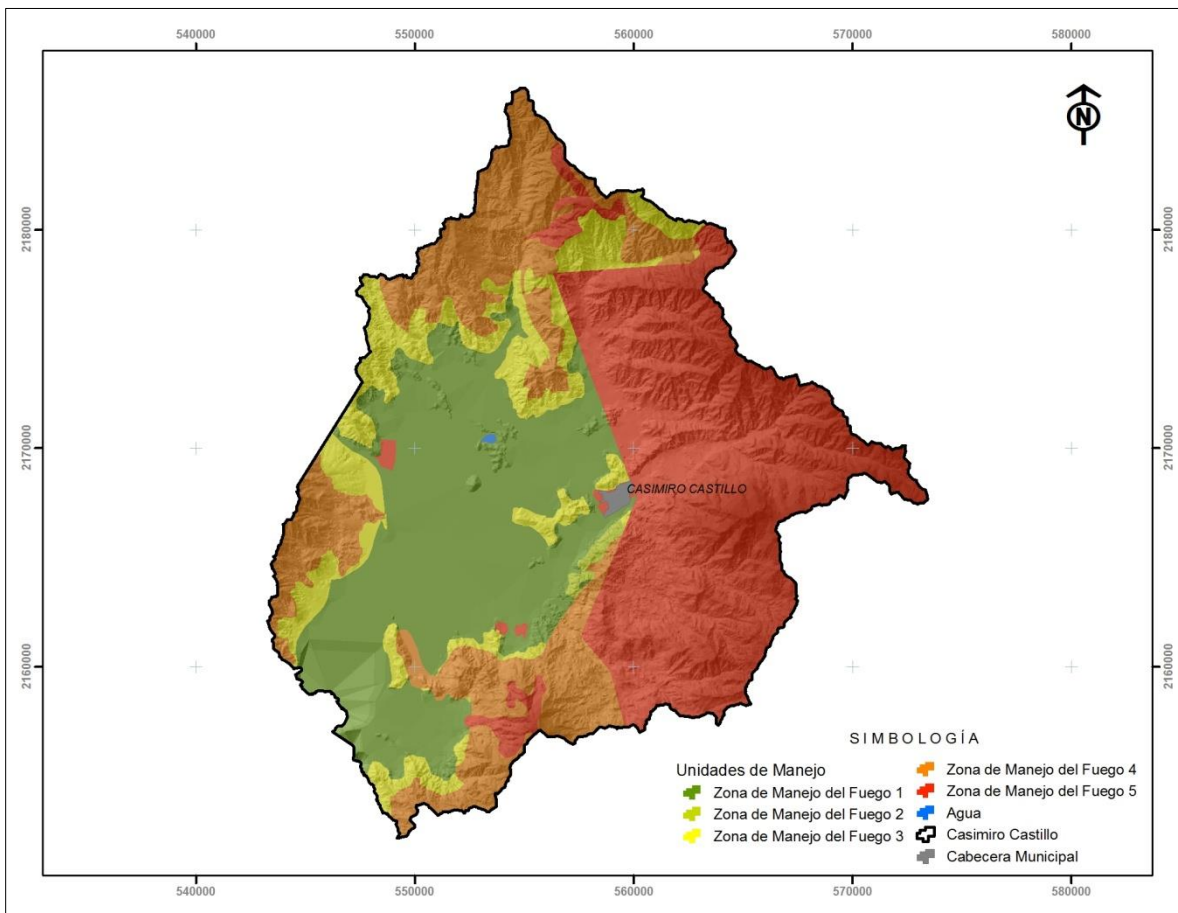 540000 550000 560000 570000 580000
N
2180000 2180000
2170000 2170000
CASIMIRO CASTILLO
2160000 2160000
SIMBOLOGÍA
Unidades de Manejo
Zona de Manejo del Fuego 1
Zona de Manejo del Fuego 2
Zona de Manejo del Fuego 3
Zona de Manejo del Fuego 4
Zona de Manejo del Fuego 5
Agua
Casimiro Castillo
Cabecera Municipal
540000 550000 560000 570000 580000